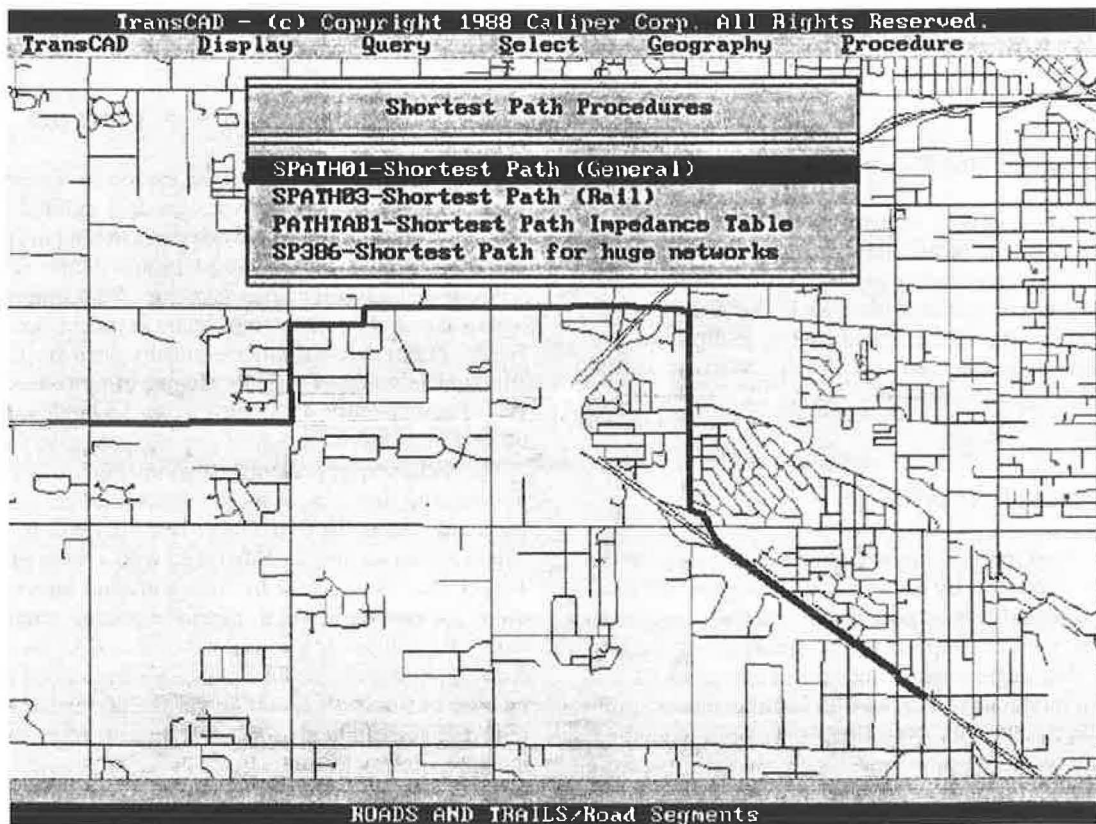 TransCAD - (c) Copyright 1988 Caliper Corp. All Rights Reserved.
TransCAD Display Query Select Geography Procedure
Shortest Path Procedures
SPATH01-Shortest Path (General)
SPATH03-Shortest Path (Rail)
PATHTAB1-Shortest Path Impedance Table
SP386-Shortest Path for huge networks
ROADS AND TRAILS/Road Segments